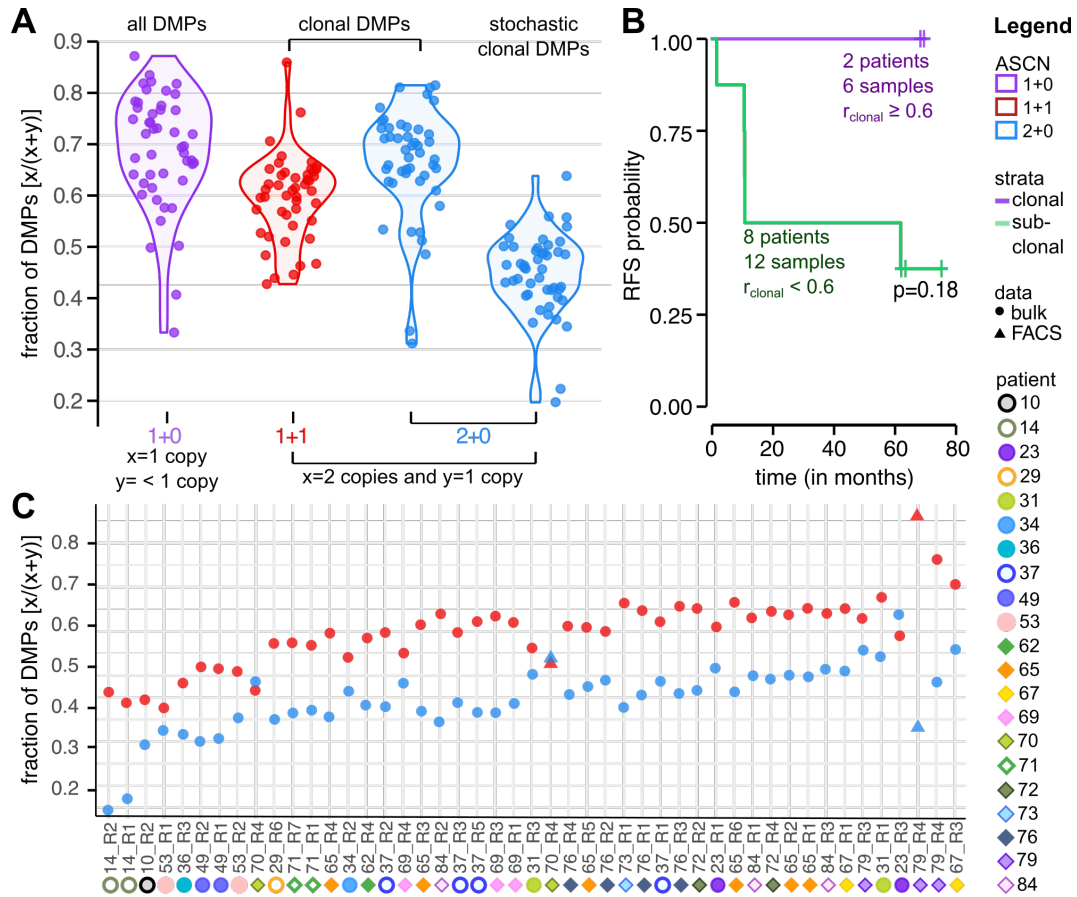 A
all DMPs
clonal DMPs
stochastic
clonal DMPs
fraction of DMPs [x/(x+y)]
0.9
0.8
0.7
0.6
0.5
0.4
0.3
0.2
1+0
1+1
2+0
x=1 copy
y= < 1 copy
x=2 copies and y=1 copy
B
RFS probability
1.00
0.75
0.50
0.25
0.00
2 patients
6 samples
r_clonal ≥ 0.6
8 patients
12 samples
r_clonal < 0.6
p=0.18
0
20
40
60
80
time (in months)
Legend
ASCN
1+0
1+1
2+0
strata
clonal
sub-
clonal
data
bulk
FACS
patient
10
14
23
29
31
34
36
37
49
53
62
65
67
69
70
71
72
73
76
79
84
C
fraction of DMPs [x/(x+y)]
0.8
0.7
0.6
0.5
0.4
0.3
0.2
14_R2
14_R1
10_R2
53_R1
36_R3
49_R2
49_R1
53_R2
70_R4
29_R6
71_R7
71_R1
65_R4
34_R2
62_R4
37_R2
69_R4
65_R3
84_R2
37_R3
37_R5
69_R3
69_R1
31_R3
70_R4
76_R4
65_R5
76_R2
73_R1
76_R1
37_R1
76_R3
72_R2
23_R1
65_R6
84_R1
72_R4
65_R2
65_R1
84_R3
67_R1
79_R3
31_R1
23_R3
79_R4
79_R4
67_R3